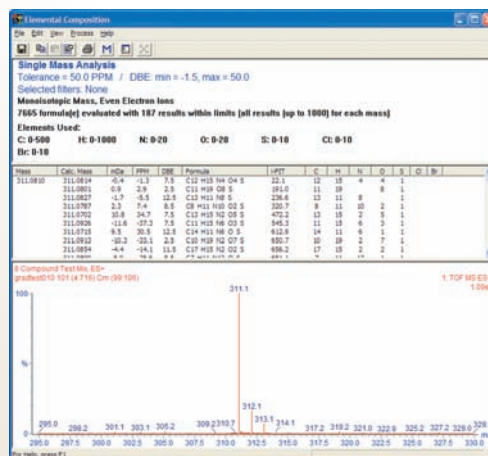 Elemental Composition
File Edit View Process Help
Single Mass Analysis
Tolerance = 50.0 PPM / DBE: min = -1.5, max = 50.0
Selected filters: None
Monoisotopic Mass, Even Electron Ions
7665 formula(e) evaluated with 187 results within limits (all results (up to 1000) for each mass)
Elements Used:
C: 0-500 H: 0-1000 N: 0-20 O: 0-20 S: 0-10 Cl: 0-10
Br: 0-10
Mass Calc. Mass mDa PPM DBE Formula i-FIT C H N O S Cl Br
311.0810 311.0814 -0.4 -1.3 7.5 C12 H15 N4 O4 S 22.1 12 15 4 4 1
311.0801 0.9 2.9 2.5 C11 H19 O8 S 191.0 11 19 8 1
311.0827 -1.7 -5.5 12.5 C13 H11 N8 S 236.6 13 11 8 1
311.0787 2.3 7.4 8.5 C8 H11 N10 O2 S 320.7 8 11 10 2 1
311.0702 10.8 34.7 7.5 C13 H15 N2 O5 S 472.2 13 15 2 5 1
311.0926 -11.6 -37.3 7.5 C11 H15 N6 O3 S 545.3 11 15 6 3 1
311.0715 9.5 30.5 12.5 C14 H11 N6 O S 612.9 14 11 6 1 1
311.0913 -10.3 -33.1 2.5 C10 H19 N2 O7 S 650.7 10 19 2 7 1
311.0854 -4.4 -14.1 11.5 C17 H15 N2 O2 S 656.2 17 15 2 2 1
8 Compound Test Mix, ES+
gradtest010 101 (4.716) Cm (99:106) 1: TOF MS ES
100 311.1
%
312.1
313.1
295.0 298.2 301.1 303.1 305.2 309.2 310.7 314.1 317.2 319.2 321.0 322.9 325.2 327.2 329.0
0
295.0 297.5 300.0 302.5 305.0 307.5 310.0 312.5 315.0 317.5 320.0 322.5 325.0 327.5 330.0
For Help, press F1